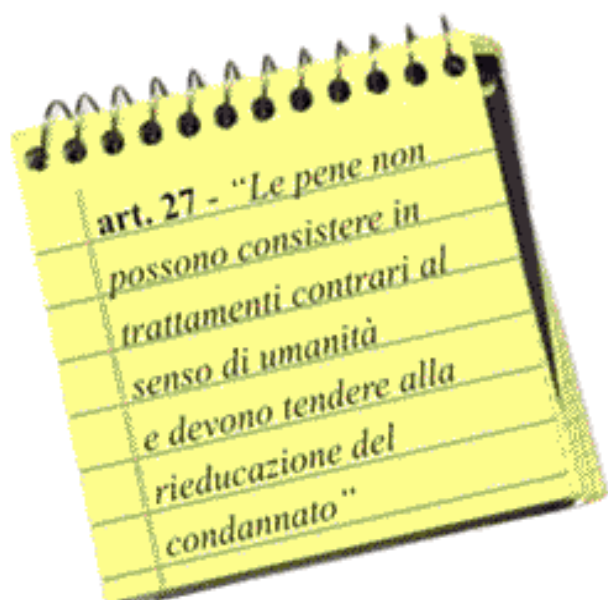 art. 27 - “Le pene non
possono consistere in
trattamenti contrari al
senso di umanità
e devono tendere alla
rieducazione del
condannato”